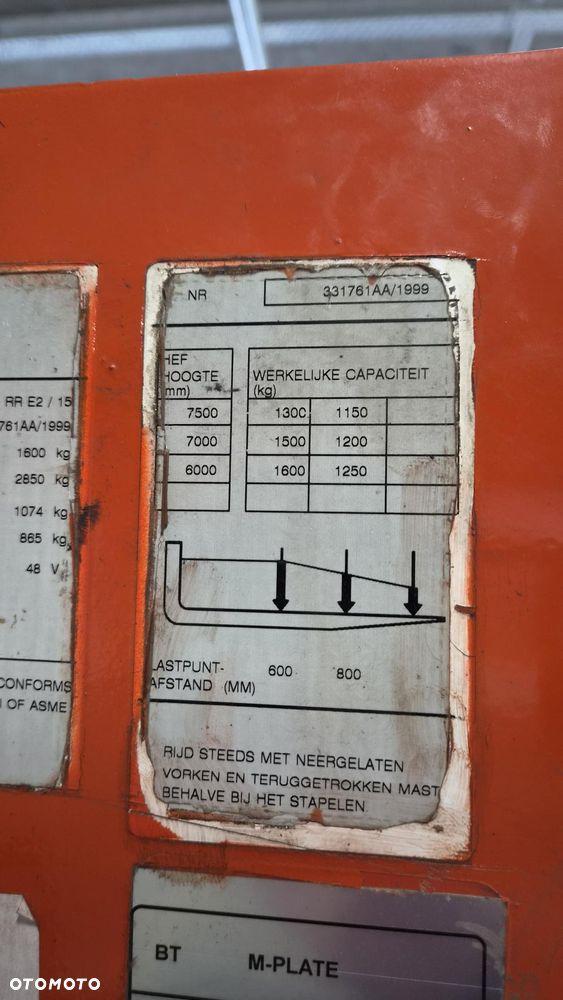 RR E2 / 15
761AA/1999
1600 kg
2850 kg
1074 kg
865 kg
48 V
CONFORMS
OF ASME
NR 331761AA/1999
HEF
HOOGTE WERKELIJKE CAPACITEIT
(mm) (kg)
7500 1300 1150
7000 1500 1200
6000 1600 1250
LASTPUNT- 600 800
AFSTAND (MM)
RIJD STEEDS MET NEERGELATEN
VORKEN EN TERUGGETROKKEN MAST
BEHALVE BIJ HET STAPELEN
BT M-PLATE
OTOMOTO